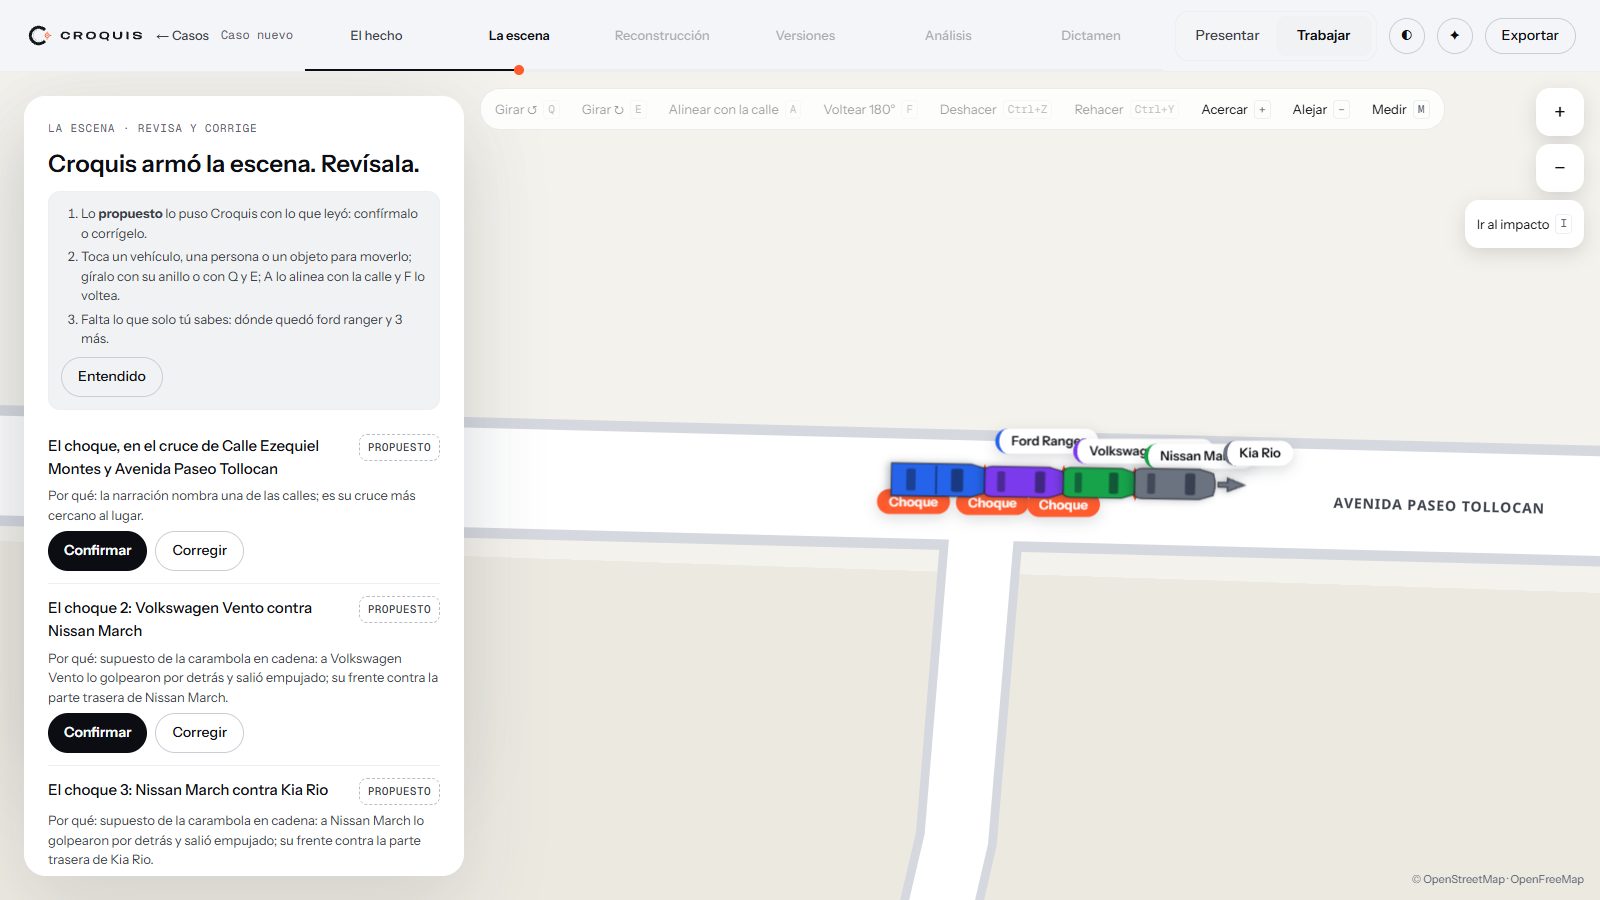 CROQUIS
← Casos
Caso nuevo
El hecho
La escena
Reconstrucción
Versiones
Análisis
Dictamen
Presentar
Trabajar
Exportar
Girar ↺ Q
Girar ↻ E
Alinear con la calle A
Voltear 180° F
Deshacer Ctrl+Z
Rehacer Ctrl+Y
Acercar +
Alejar −
Medir M
+
−
Ir al impacto I
LA ESCENA · REVISA Y CORRIGE
Croquis armó la escena. Revísala.
1. Lo propuesto lo puso Croquis con lo que leyó: confírmalo
o corrígelo.
2. Toca un vehículo, una persona o un objeto para moverlo;
gíralo con su anillo o con Q y E; A lo alinea con la calle y F lo
voltea.
3. Falta lo que solo tú sabes: dónde quedó ford ranger y 3
más.
Entendido
El choque, en el cruce de Calle Ezequiel
Montes y Avenida Paseo Tollocan
PROPUESTO
Por qué: la narración nombra una de las calles; es su cruce más
cercano al lugar.
Confirmar
Corregir
El choque 2: Volkswagen Vento contra
Nissan March
PROPUESTO
Por qué: supuesto de la carambola en cadena: a Volkswagen
Vento lo golpearon por detrás y salió empujado; su frente contra la
parte trasera de Nissan March.
Confirmar
Corregir
El choque 3: Nissan March contra Kia Rio
PROPUESTO
Por qué: supuesto de la carambola en cadena: a Nissan March lo
golpearon por detrás y salió empujado; su frente contra la parte
trasera de Kia Rio.
Ford Range
Volkswag
Nissan Mar
Kia Rio
Choque
Choque
Choque
AVENIDA PASEO TOLLOCAN
© OpenStreetMap · OpenFreeMap